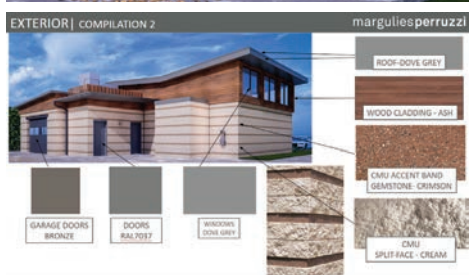 EXTERIOR| COMPILATION 2
marguliesperruzzi
ROOF-DOVE GREY
WOOD CLADDING - ASH
CMU ACCENT BAND
GEMSTONE- CRIMSON
GARAGE DOORS
BRONZE
DOORS
RAL7037
WINDOWS
DOVE GREY
CMU
SPLIT-FACE - CREAM